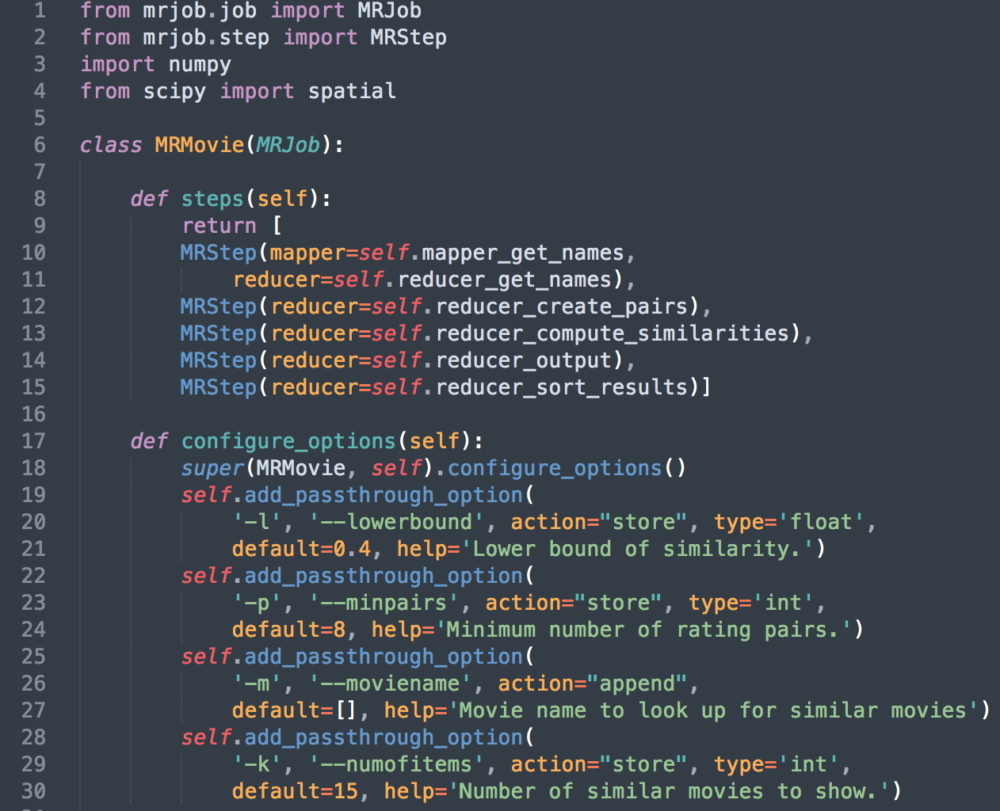 1 from mrjob.job import MRJob
2 from mrjob.step import MRStep
3 import numpy
4 from scipy import spatial
5
6 class MRMovie(MRJob):
7
8     def steps(self):
9         return [
10         MRStep(mapper=self.mapper_get_names,
11             reducer=self.reducer_get_names),
12         MRStep(reducer=self.reducer_create_pairs),
13         MRStep(reducer=self.reducer_compute_similarities),
14         MRStep(reducer=self.reducer_output),
15         MRStep(reducer=self.reducer_sort_results)]
16
17     def configure_options(self):
18         super(MRMovie, self).configure_options()
19         self.add_passthrough_option(
20             '-l', '--lowerbound', action="store", type='float',
21             default=0.4, help='Lower bound of similarity.')
22         self.add_passthrough_option(
23             '-p', '--minpairs', action="store", type='int',
24             default=8, help='Minimum number of rating pairs.')
25         self.add_passthrough_option(
26             '-m', '--moviename', action="append",
27             default=[], help='Movie name to look up for similar movies')
28         self.add_passthrough_option(
29             '-k', '--numofitems', action="store", type='int',
30             default=15, help='Number of similar movies to show.')